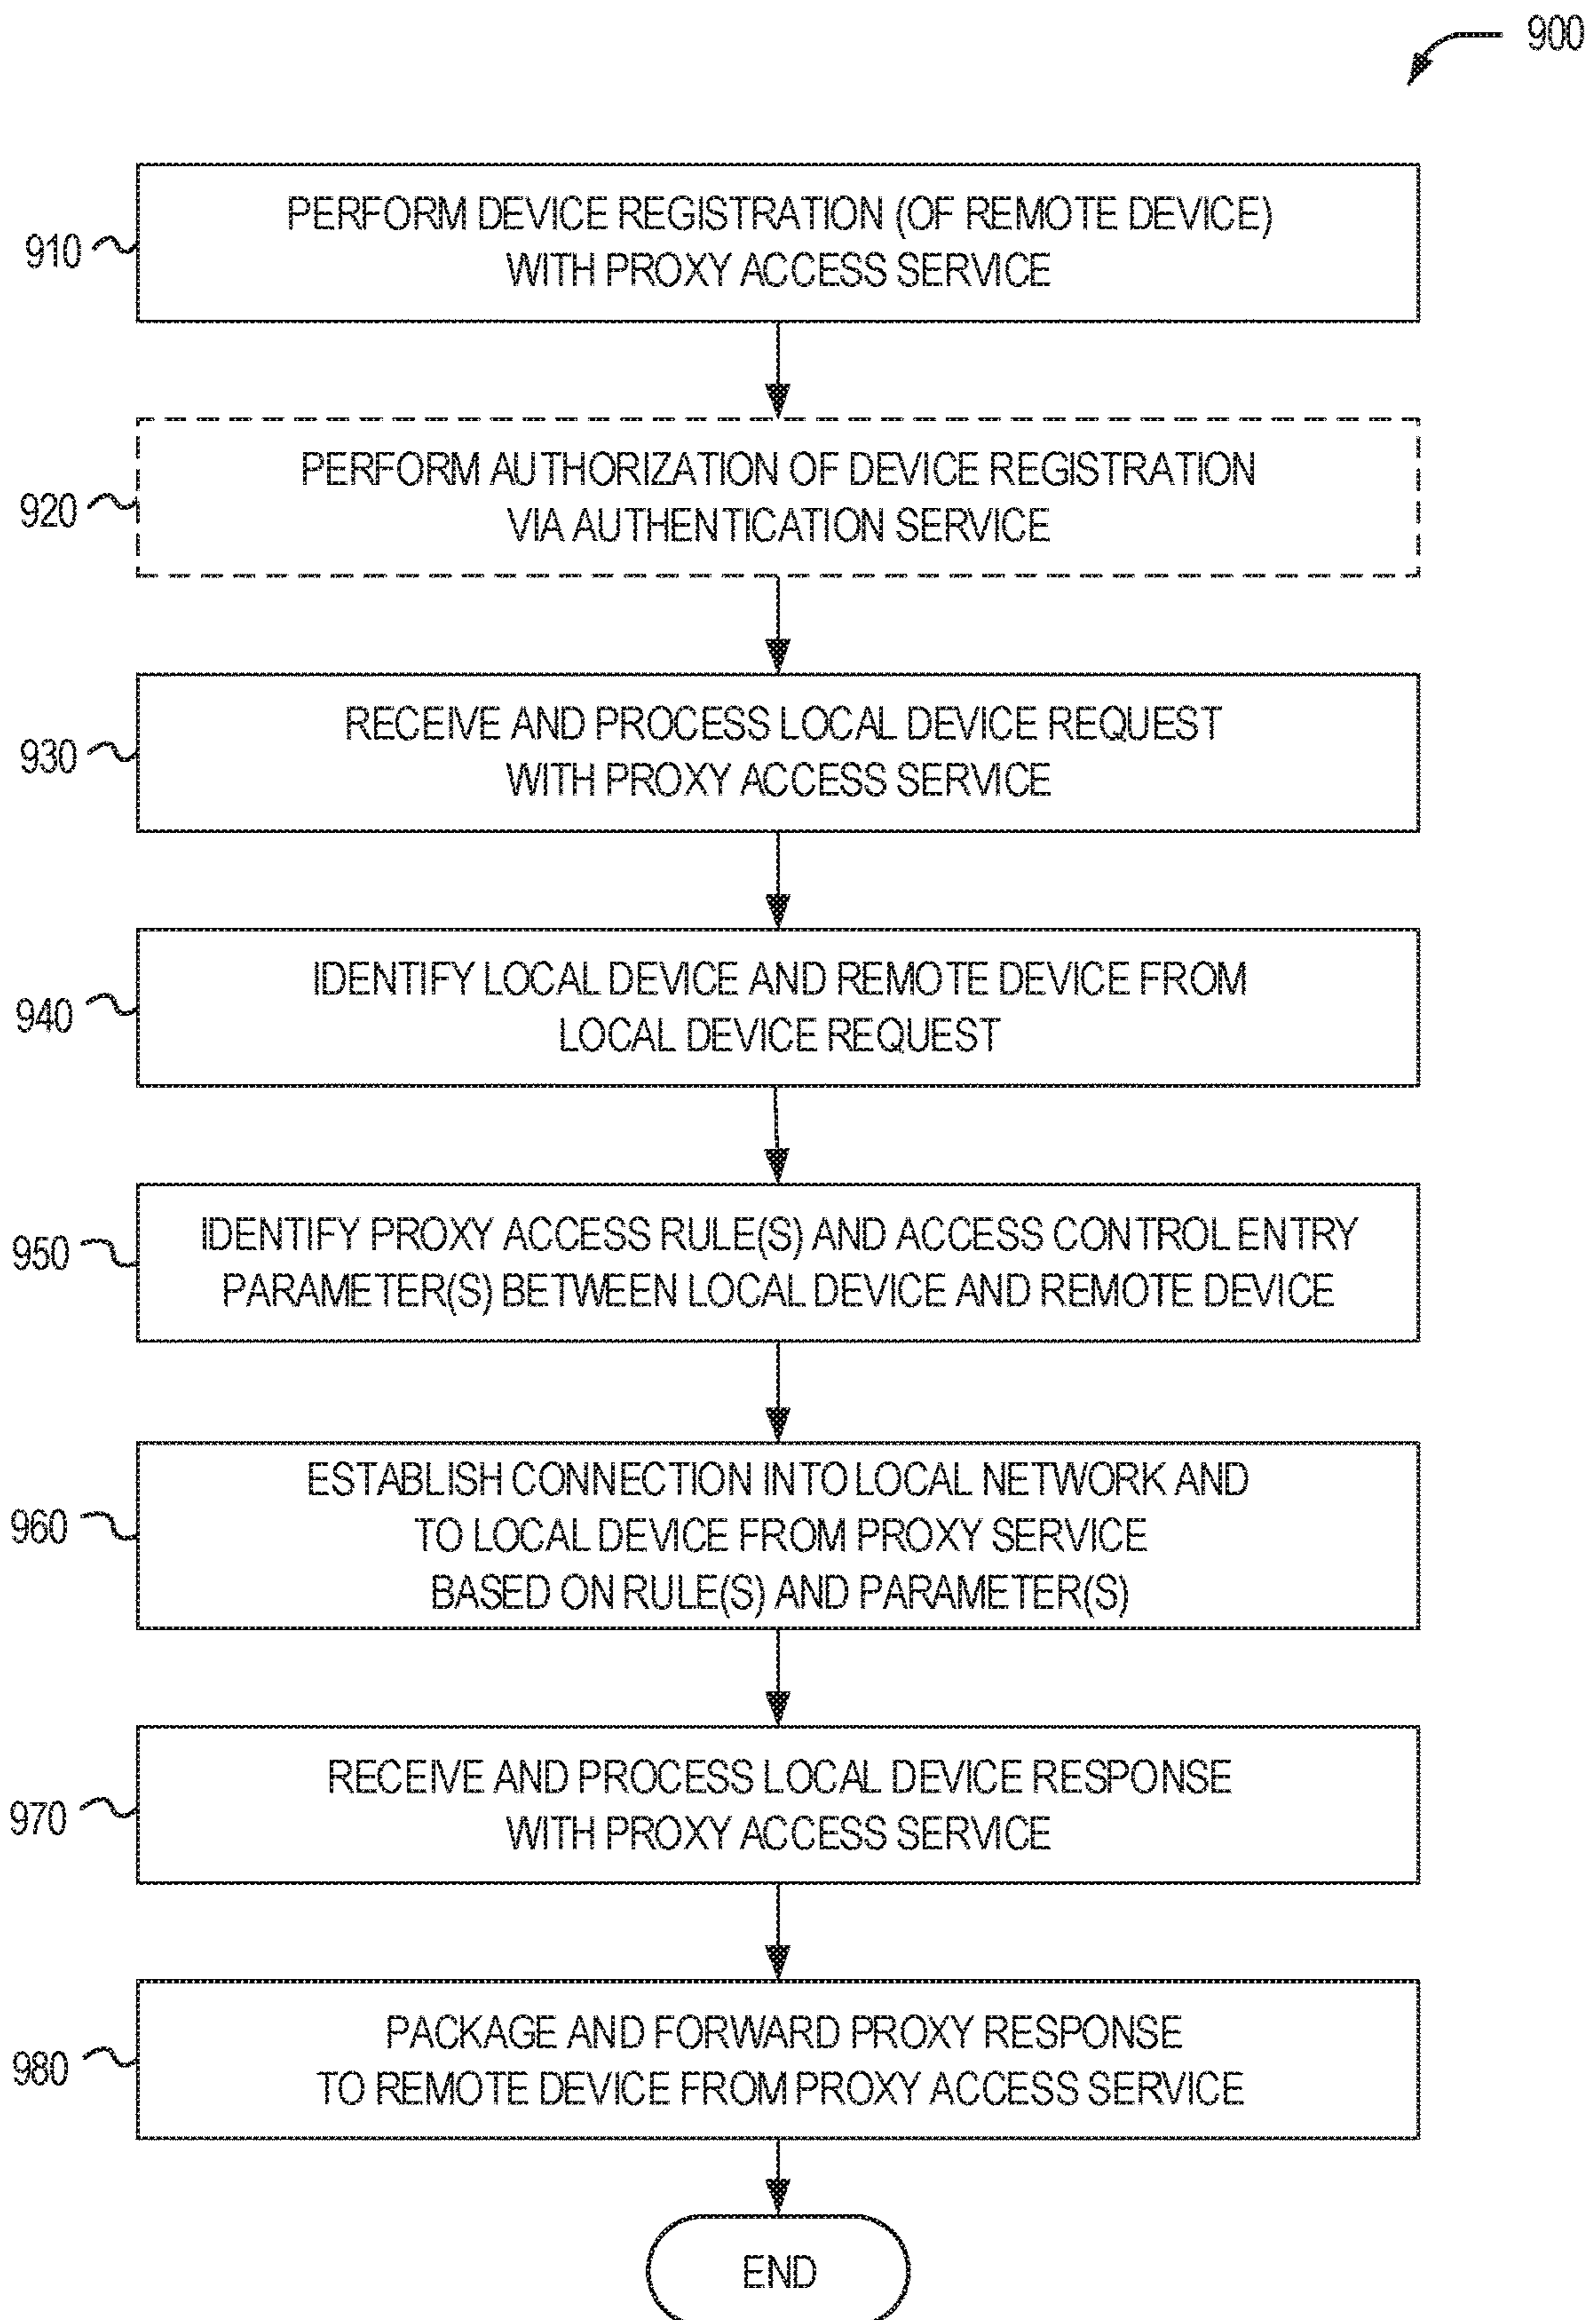 900
910
PERFORM DEVICE REGISTRATION (OF REMOTE DEVICE)
WITH PROXY ACCESS SERVICE
920
PERFORM AUTHORIZATION OF DEVICE REGISTRATION
VIA AUTHENTICATION SERVICE
930
RECEIVE AND PROCESS LOCAL DEVICE REQUEST
WITH PROXY ACCESS SERVICE
940
IDENTIFY LOCAL DEVICE AND REMOTE DEVICE FROM
LOCAL DEVICE REQUEST
950
IDENTIFY PROXY ACCESS RULE(S) AND ACCESS CONTROL ENTRY
PARAMETER(S) BETWEEN LOCAL DEVICE AND REMOTE DEVICE
960
ESTABLISH CONNECTION INTO LOCAL NETWORK AND
TO LOCAL DEVICE FROM PROXY SERVICE
BASED ON RULE(S) AND PARAMETER(S)
970
RECEIVE AND PROCESS LOCAL DEVICE RESPONSE
WITH PROXY ACCESS SERVICE
980
PACKAGE AND FORWARD PROXY RESPONSE
TO REMOTE DEVICE FROM PROXY ACCESS SERVICE
END